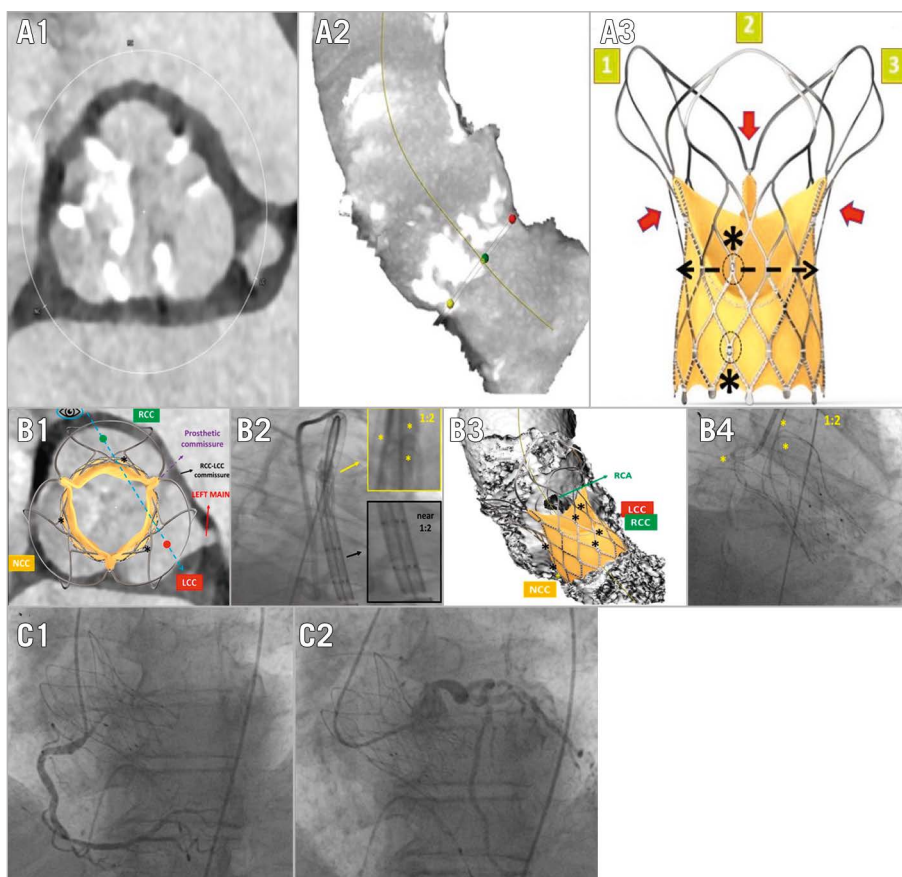 A1
A2
A3
1
2
3
*
*
B1
RCC
Prosthetic
commissure
RCC-LCC
commissure
LEFT MAIN
NCC
LCC
*
*
*
B2
1:2
*
*
*
near
1:2
B3
RCA
LCC
RCC
NCC
*
*
*
*
*
*
B4
1:2
*
*
*
C1
C2